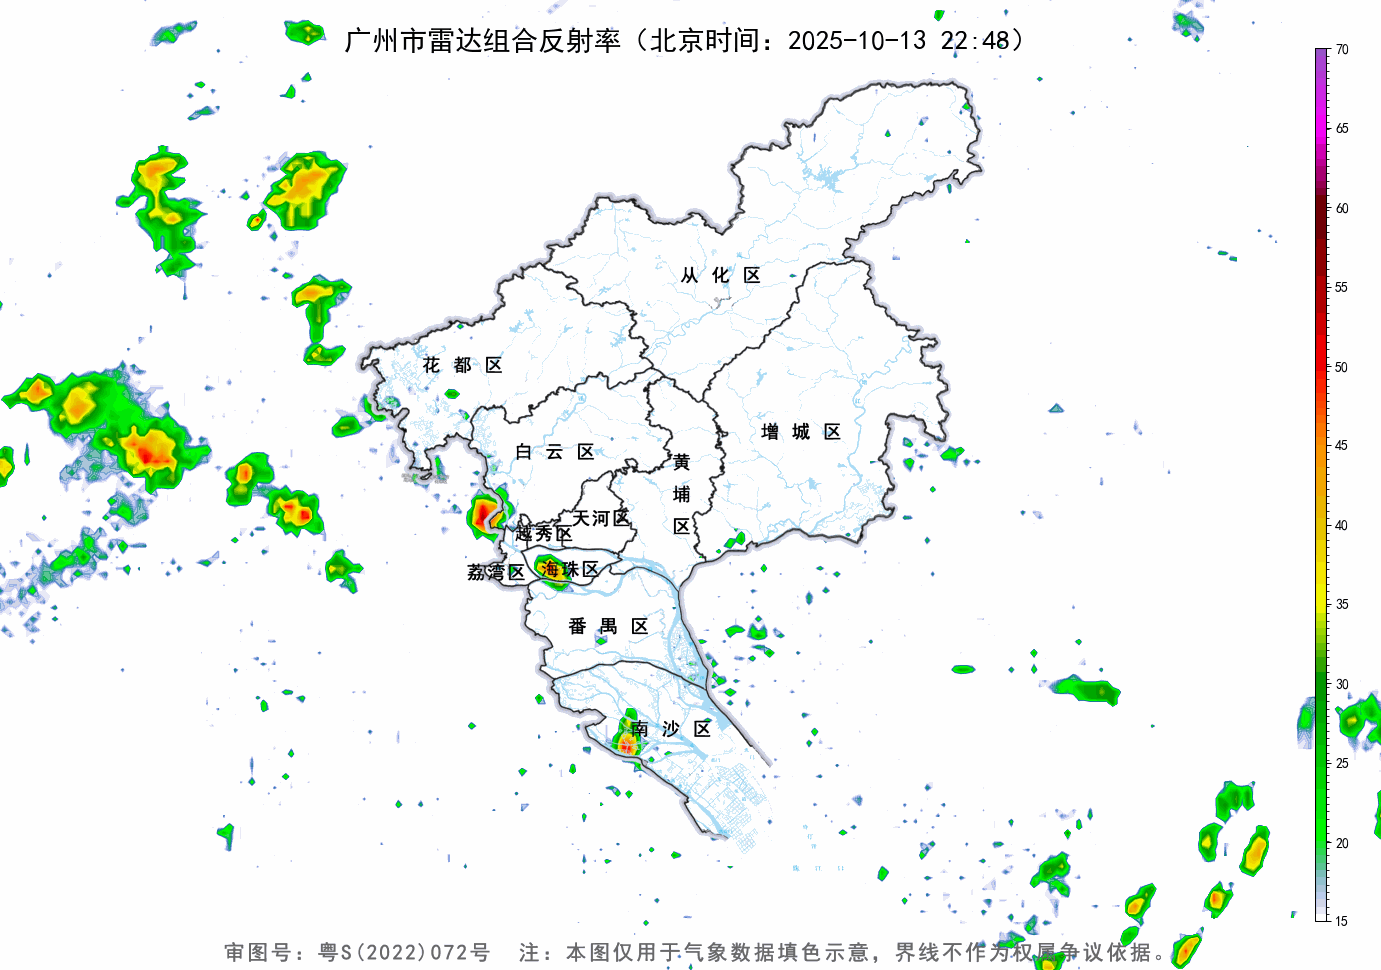 广州市雷达组合反射率（北京时间：2025-10-13 22:48）
70
65
60
55
50
45
40
35
30
25
20
15
从化区
花都区
增城区
白云区
黄埔区
天河区
越秀区
海珠区
荔湾区
番禺区
南沙区
审图号：粤S(2022)072号 注：本图仅用于气象数据填色示意，界线不作为权属争议依据。